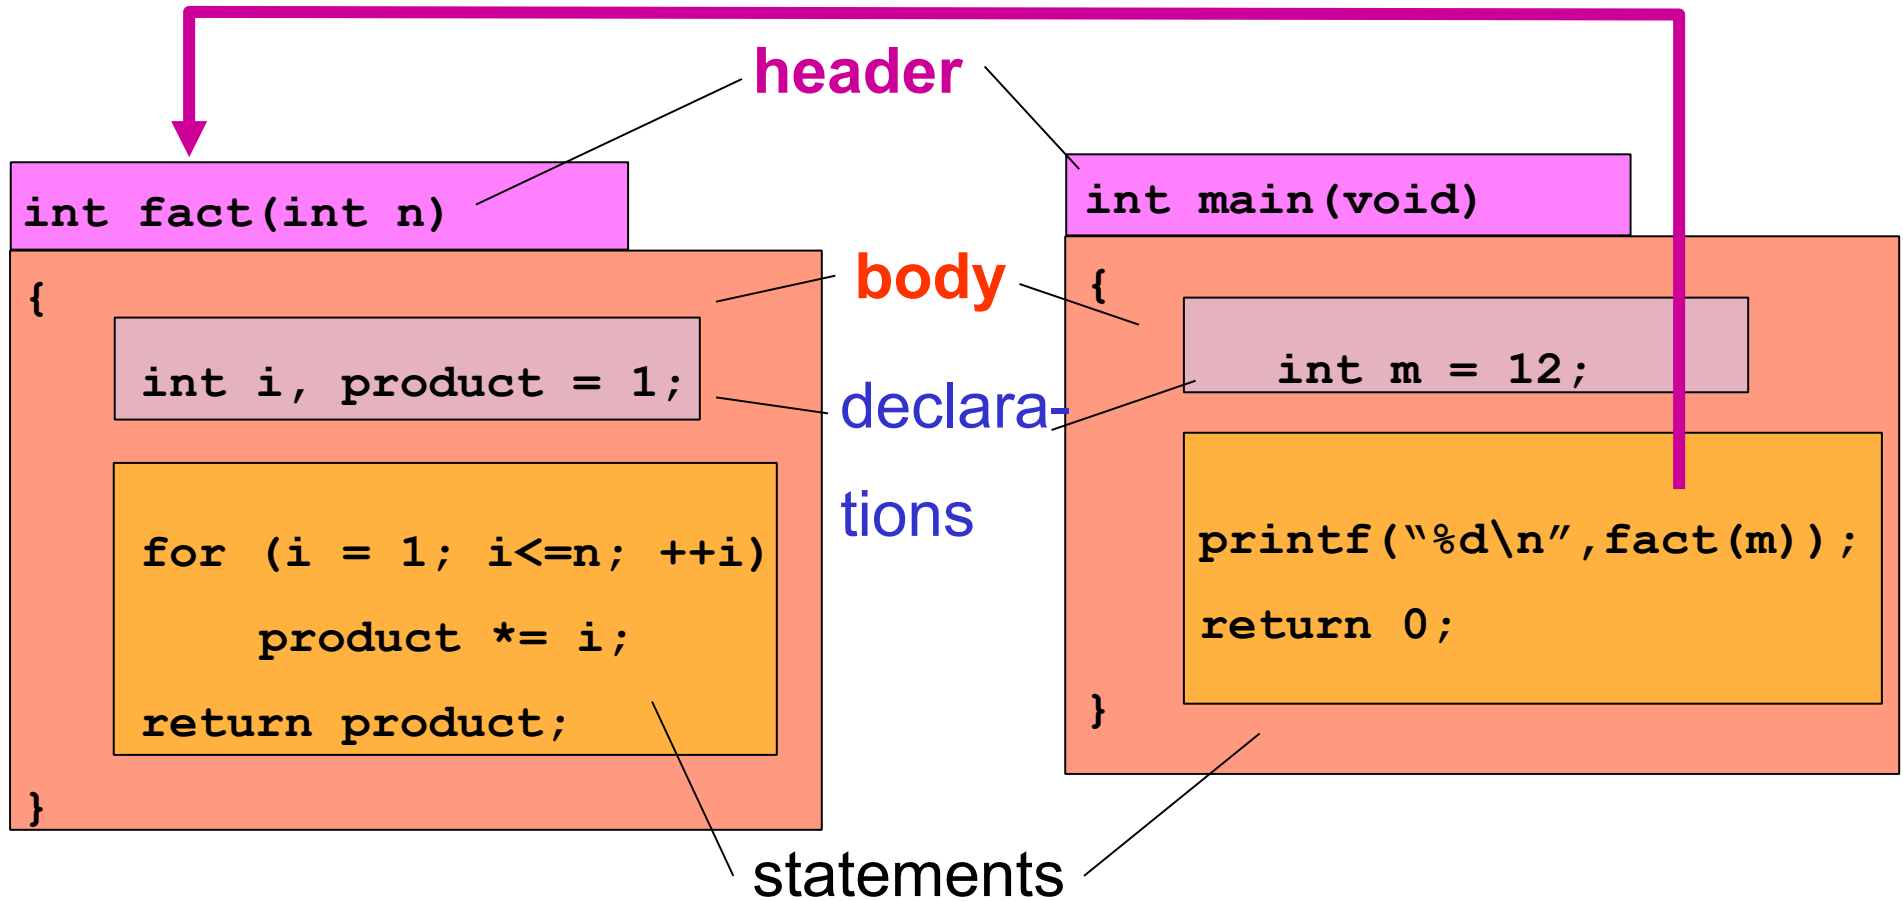 header
int fact(int n)
{
int i, product = 1;
for (i = 1; i<=n; ++i)
product *= i;
return product;
}
body
declara-
tions
statements
int main(void)
{
int m = 12;
printf(“%d\n”,fact(m));
return 0;
}